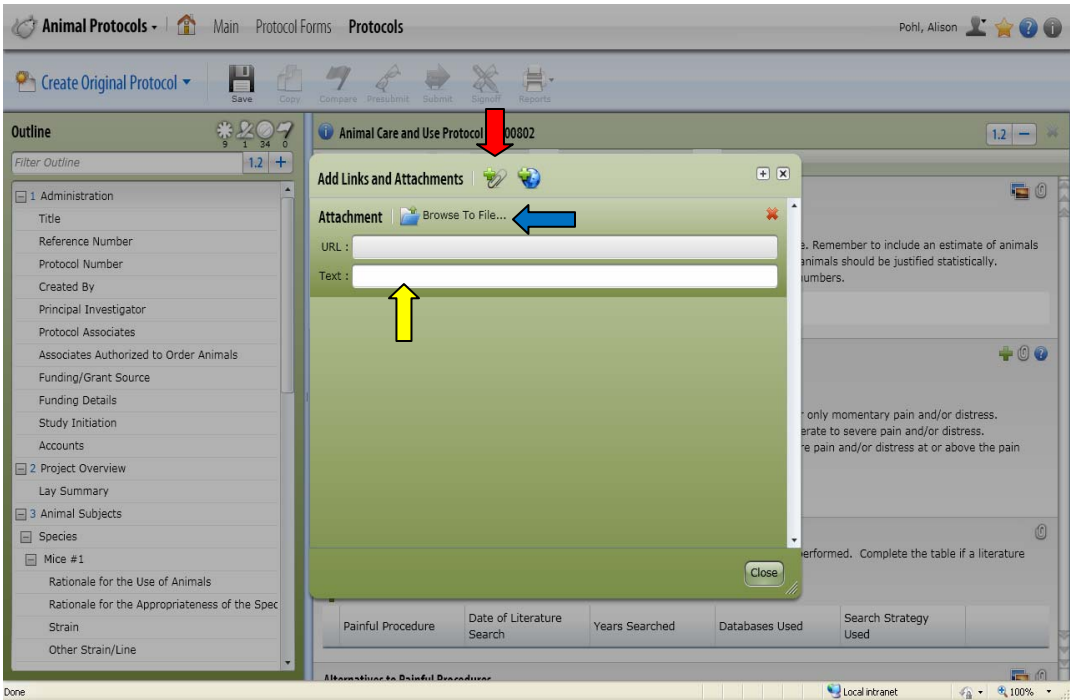 Animal Protocols Main Protocol Forms Protocols Pohl, Alison
Create Original Protocol Save Copy Compare Presubmit Submit Signoff Reports
Outline 9 1 34 0
Filter Outline 1.2 +
1 Administration
Title
Reference Number
Protocol Number
Created By
Principal Investigator
Protocol Associates
Associates Authorized to Order Animals
Funding/Grant Source
Funding Details
Study Initiation
Accounts
2 Project Overview
Lay Summary
3 Animal Subjects
Species
Mice #1
Rationale for the Use of Animals
Rationale for the Appropriateness of the Spec
Strain
Other Strain/Line
Animal Care and Use Protocol 00802 1.2
Add Links and Attachments
Attachment Browse To File...
URL :
Text :
Close
e. Remember to include an estimate of animals
animals should be justified statistically.
umbers.
only momentary pain and/or distress.
erate to severe pain and/or distress.
re pain and/or distress at or above the pain
erformed. Complete the table if a literature
Painful Procedure
Date of Literature
Search
Years Searched
Databases Used
Search Strategy
Used
Alternatives to Painful Procedures
Done Local intranet 100%